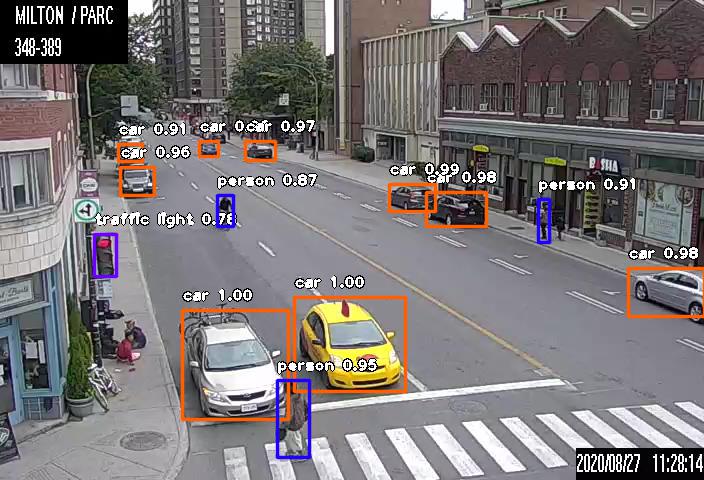 MILTON / PARC
348-389
car 0.91
car 0.97
car 0.96
car 0.99
car 0.98
person 0.87
person 0.91
traffic light 0.78
BASHA
car 0.98
car 1.00
car 1.00
person 0.95
2020/08/27 11:28:14